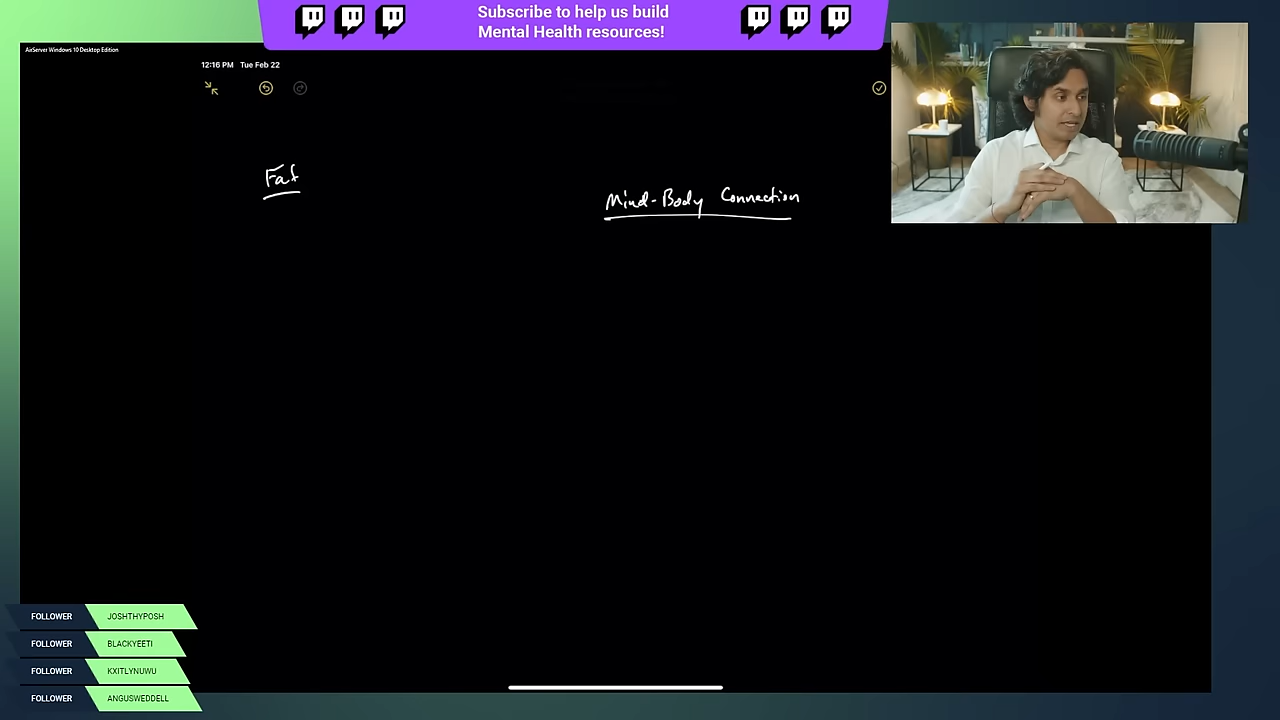 Subscribe to help us build
Mental Health resources!
AirServer Windows 10 Desktop Edition
12:16 PM Tue Feb 22
Fat
Mind-Body Connection
FOLLOWER JOSHTHYPOSH
FOLLOWER BLACKYEETI
FOLLOWER KXITLYNUWU
FOLLOWER ANGUSWEDDELL